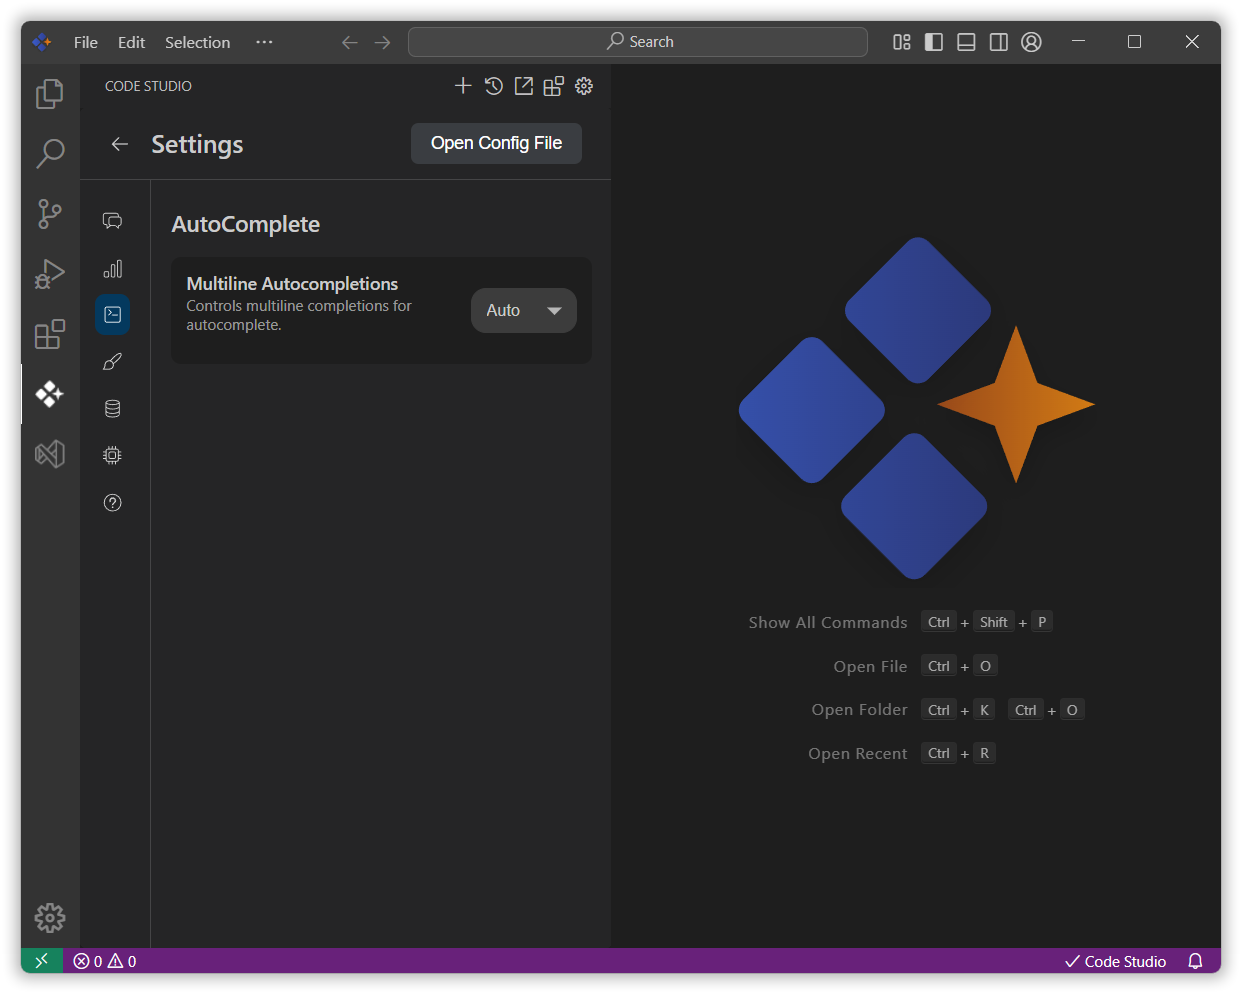 File Edit Selection ··· Search
CODE STUDIO
Settings Open Config File
AutoComplete
Multiline Autocompletions
Controls multiline completions for
autocomplete.
Auto
Show All Commands Ctrl + Shift + P
Open File Ctrl + O
Open Folder Ctrl + K Ctrl + O
Open Recent Ctrl + R
0 0 Code Studio